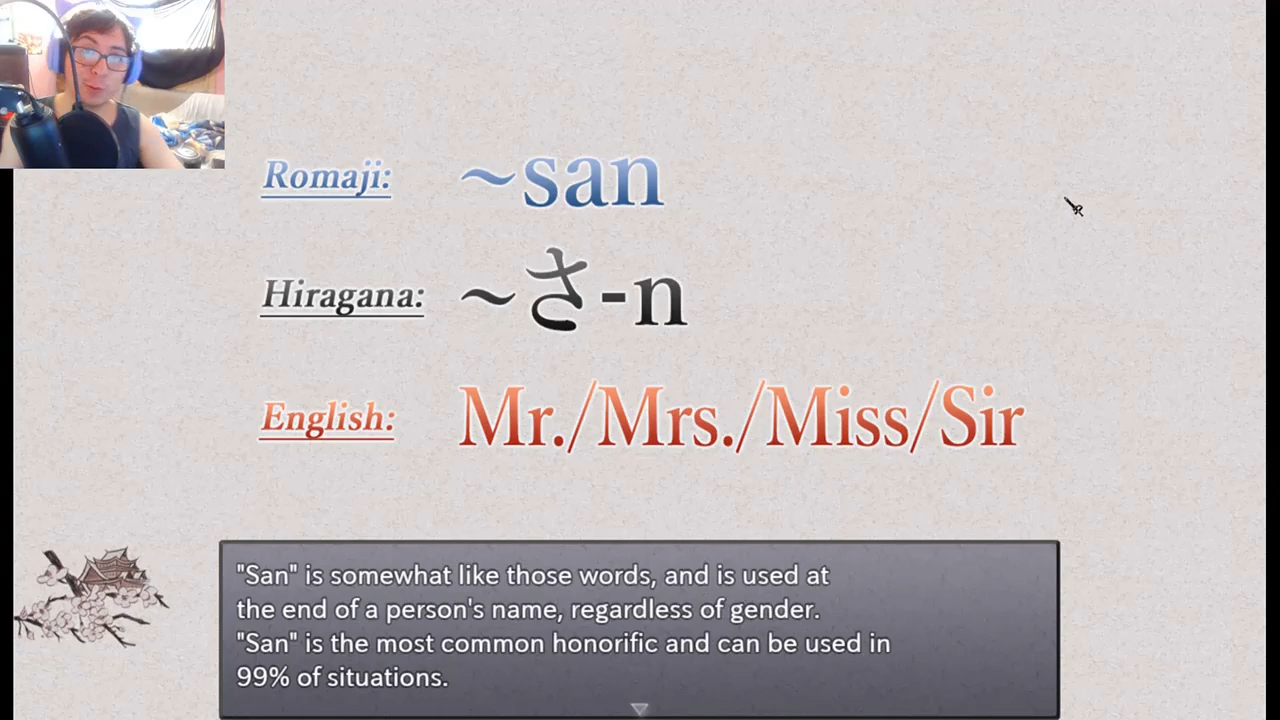 Romaji: ~san
Hiragana: ~さ-n
English: Mr./Mrs./Miss/Sir
"San" is somewhat like those words, and is used at
the end of a person's name, regardless of gender.
"San" is the most common honorific and can be used in
99% of situations.